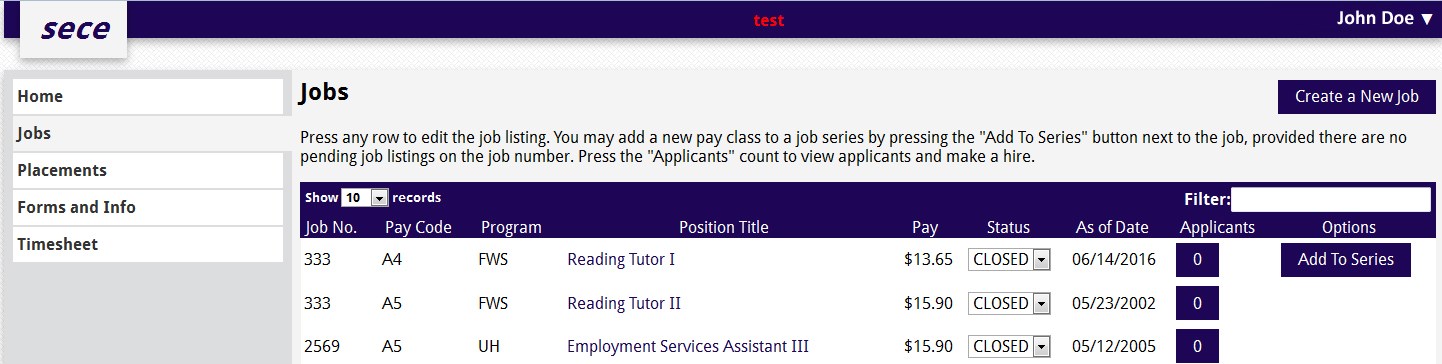 sece
test
John Doe ▼
Home
Jobs
Placements
Forms and Info
Timesheet
Jobs
Create a New Job
Press any row to edit the job listing. You may add a new pay class to a job series by pressing the "Add To Series" button next to the job, provided there are no
pending job listings on the job number. Press the "Applicants" count to view applicants and make a hire.
Show 10 records
Filter:
Job No. Pay Code Program Position Title Pay Status As of Date Applicants Options
333 A4 FWS Reading Tutor I $13.65 CLOSED 06/14/2016 0 Add To Series
333 A5 FWS Reading Tutor II $15.90 CLOSED 05/23/2002 0
2569 A5 UH Employment Services Assistant III $15.90 CLOSED 05/12/2005 0